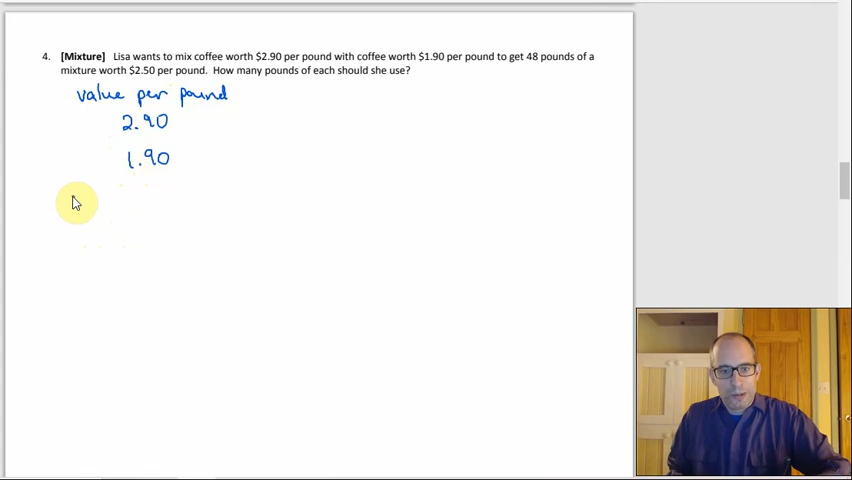 4. [Mixture] Lisa wants to mix coffee worth $2.90 per pound with coffee worth $1.90 per pound to get 48 pounds of a
mixture worth $2.50 per pound. How many pounds of each should she use?
value per pound
2.90
1.90